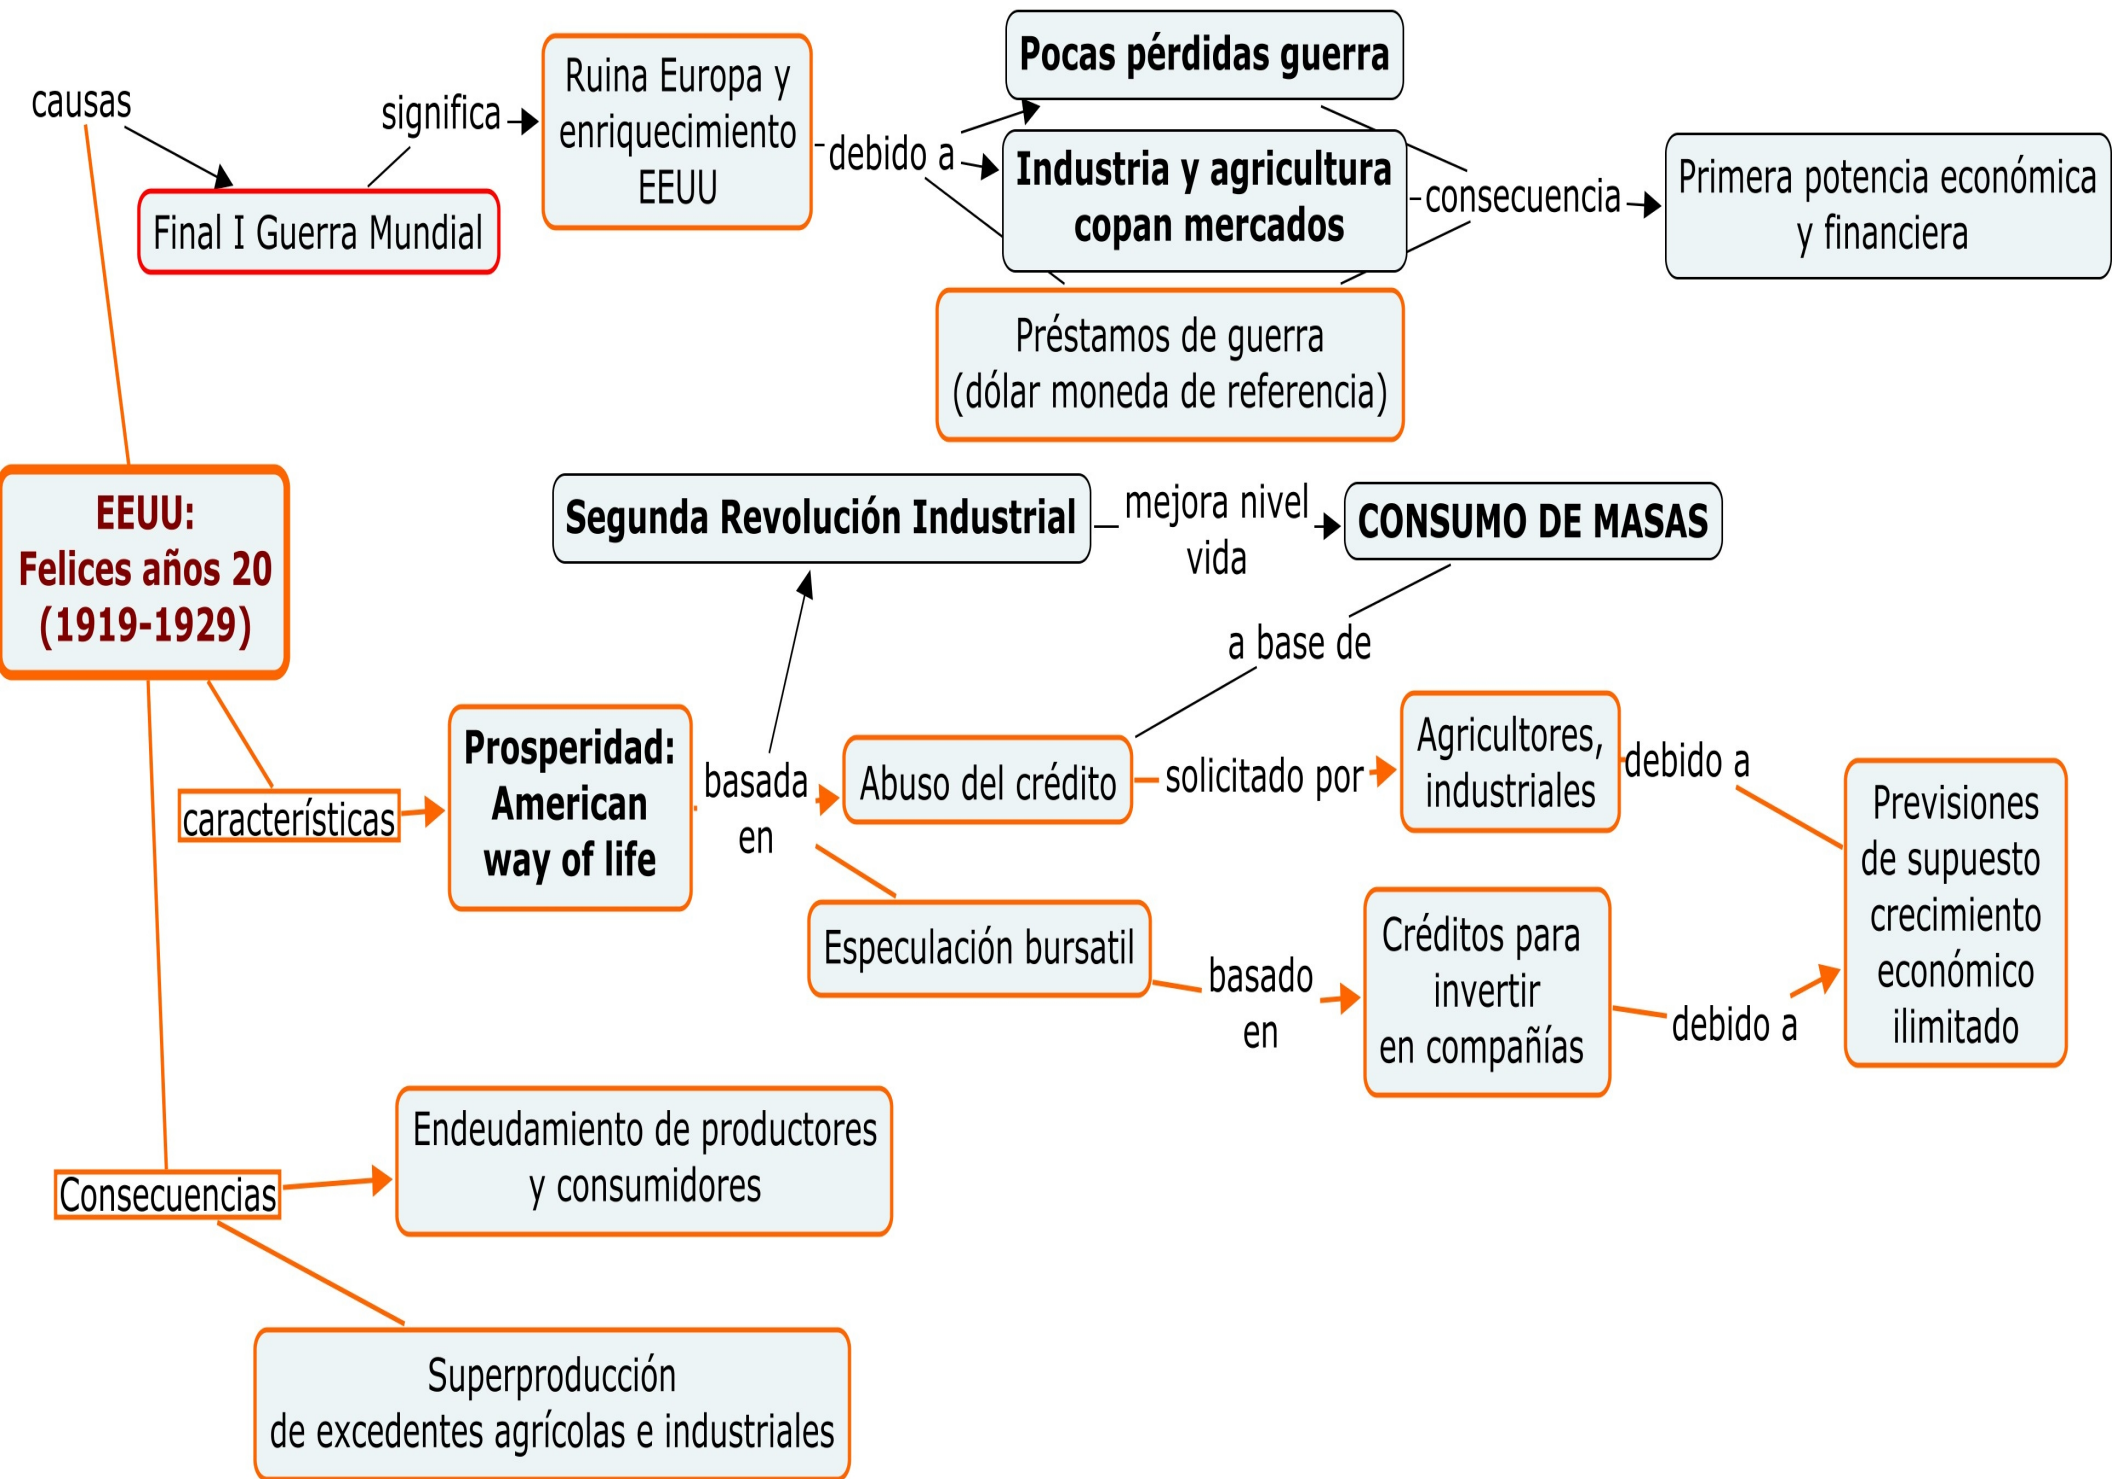 causas
significa
Ruina Europa y
enriquecimiento
EEUU
debido a
Pocas pérdidas guerra
Industria y agricultura
copan mercados
Préstamos de guerra
(dólar moneda de referencia)
consecuencia
Primera potencia económica
y financiera
Final I Guerra Mundial
EEUU:
Felices años 20
(1919-1929)
Segunda Revolución Industrial
mejora nivel
vida
CONSUMO DE MASAS
a base de
características
Prosperidad:
American
way of life
basada
en
Abuso del crédito
solicitado por
Agricultores,
industriales
debido a
Previsiones
de supuesto
crecimiento
económico
ilimitado
Especulación bursatil
basado
en
Créditos para
invertir
en compañías
debido a
Consecuencias
Endeudamiento de productores
y consumidores
Superproducción
de excedentes agrícolas e industriales